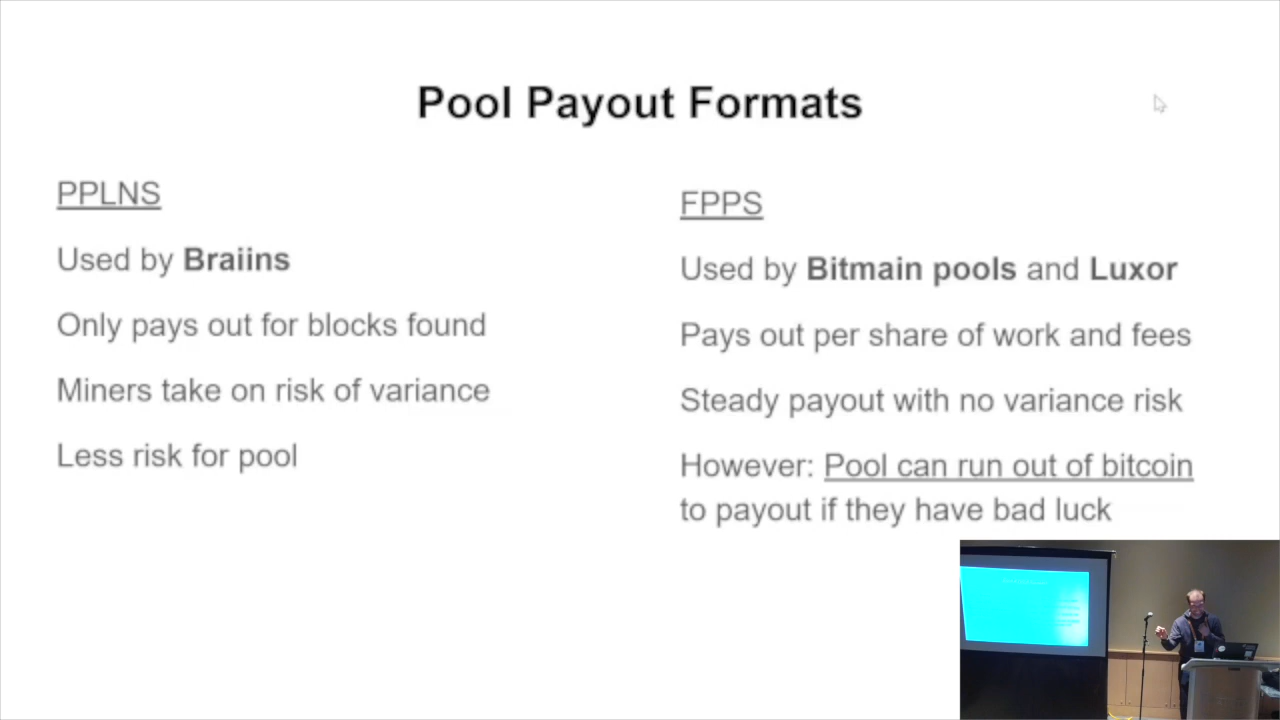 Pool Payout Formats
PPLNS
Used by Braiins
Only pays out for blocks found
Miners take on risk of variance
Less risk for pool
FPPS
Used by Bitmain pools and Luxor
Pays out per share of work and fees
Steady payout with no variance risk
However: Pool can run out of bitcoin
to payout if they have bad luck